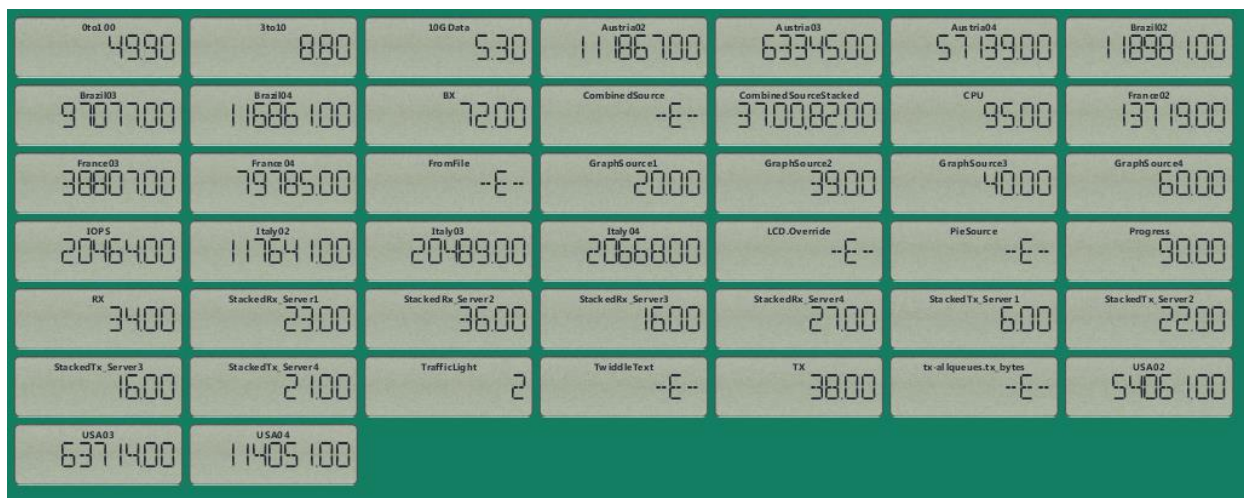 0to100
49.90
3to10
8.80
10G Data
5.30
Austria02
111867.00
Austria03
63345.00
Austria04
57139.00
Brazil02
118981.00
Brazil03
97077.00
Brazil04
116861.00
BX
72.00
CombinedSource
-E-
CombinedSourceStacked
37.00,82.00
CPU
95.00
France02
13719.00
France03
38837.00
France04
79785.00
FromFile
-E-
GraphSource1
20.00
GraphSource2
39.00
GraphSource3
40.00
GraphSource4
60.00
IOPS
20464.00
Italy02
117641.00
Italy03
20489.00
Italy04
20668.00
LCD.Override
-E-
PieSource
-E-
Progress
90.00
RX
34.00
StackedRx_Server1
23.00
StackedRx_Server2
36.00
StackedRx_Server3
16.00
StackedRx_Server4
21.00
StackedTx_Server1
6.00
StackedTx_Server2
22.00
StackedTx_Server3
16.00
StackedTx_Server4
21.00
TrafficLight
2
TwiddleText
-E-
TX
38.00
tx-allqueues.tx_bytes
-E-
USA02
54061.00
USA03
63714.00
USA04
114051.00